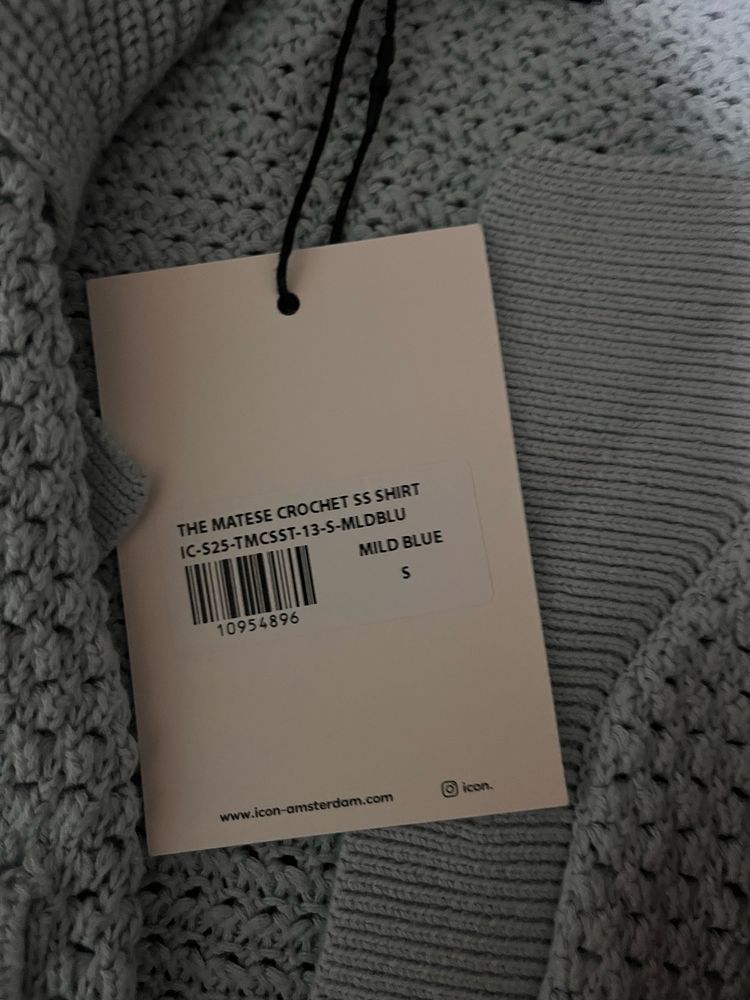 THE MATESE CROCHET SS SHIRT
IC-S25-TMCSST-13-S-MLDBLU
MILD BLUE
S
10954896
www.icon-amsterdam.com
icon.